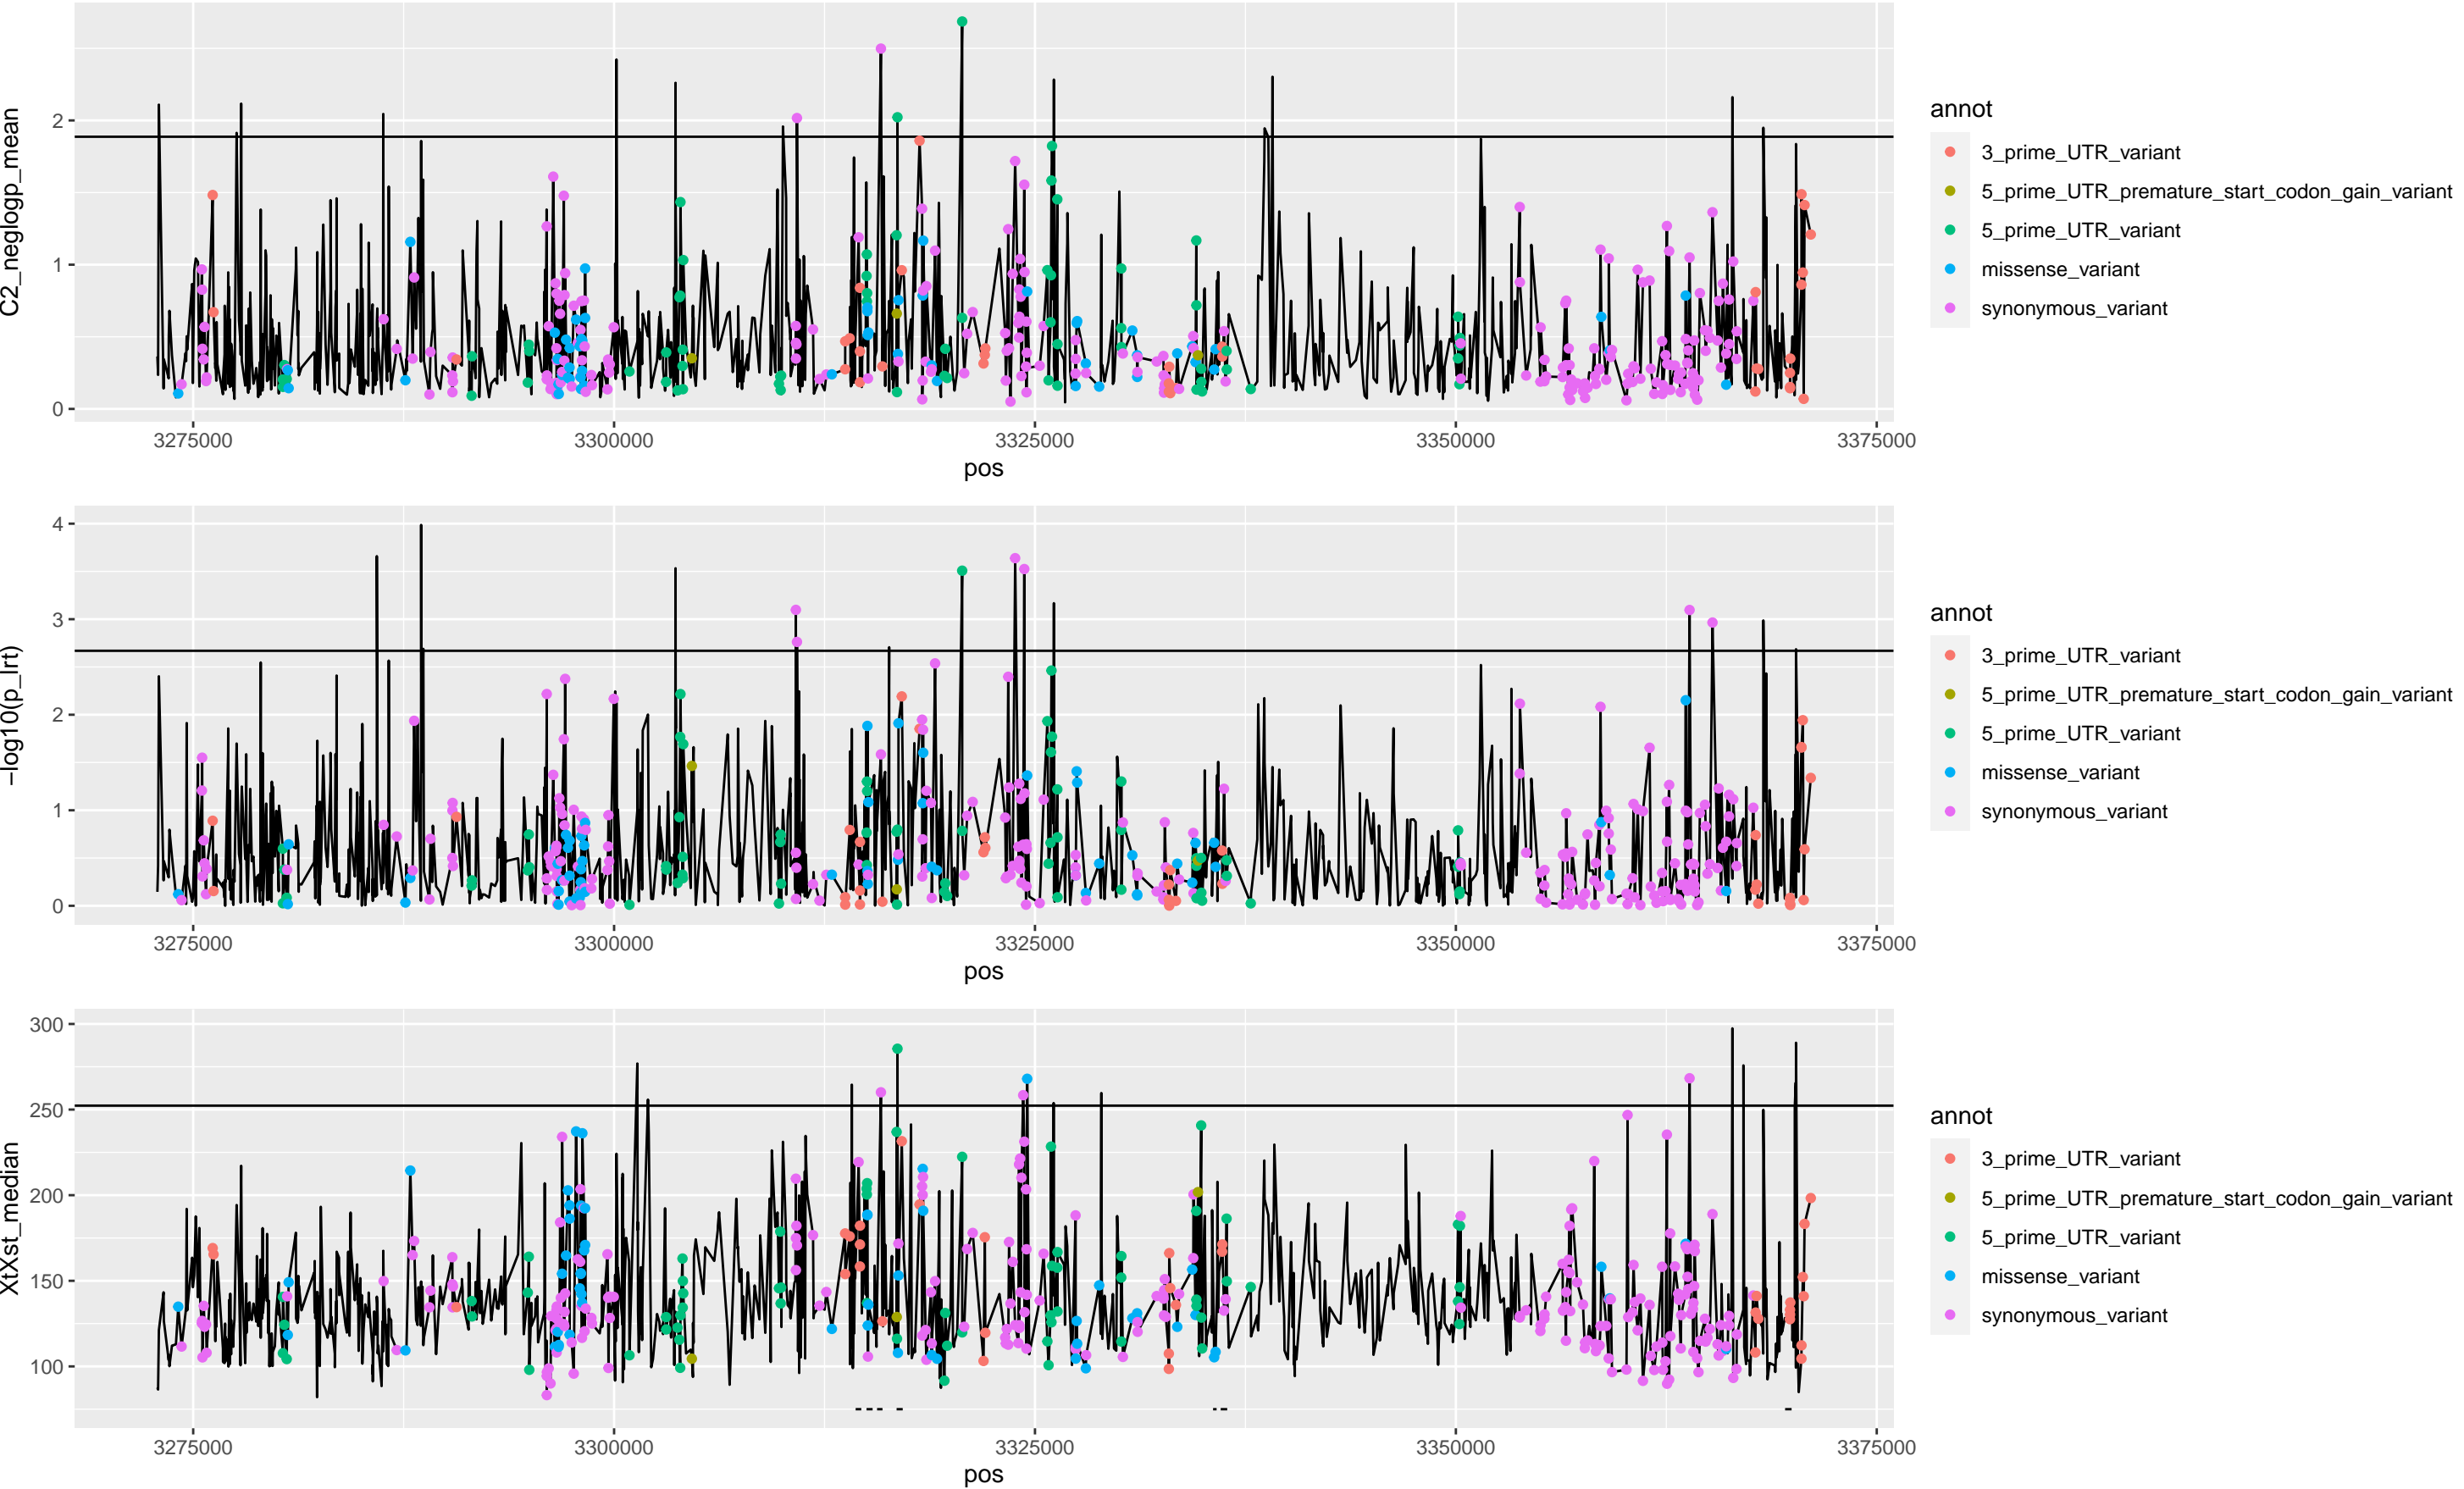 C2_neglogp_mean
2
1
0
3275000 3300000 3325000 3350000 3375000
pos
annot
3_prime_UTR_variant
5_prime_UTR_premature_start_codon_gain_variant
5_prime_UTR_variant
missense_variant
synonymous_variant
−log10(p_lrt)
4
3
2
1
0
3275000 3300000 3325000 3350000 3375000
pos
annot
3_prime_UTR_variant
5_prime_UTR_premature_start_codon_gain_variant
5_prime_UTR_variant
missense_variant
synonymous_variant
XtXst_median
300
250
200
150
100
3275000 3300000 3325000 3350000 3375000
pos
annot
3_prime_UTR_variant
5_prime_UTR_premature_start_codon_gain_variant
5_prime_UTR_variant
missense_variant
synonymous_variant